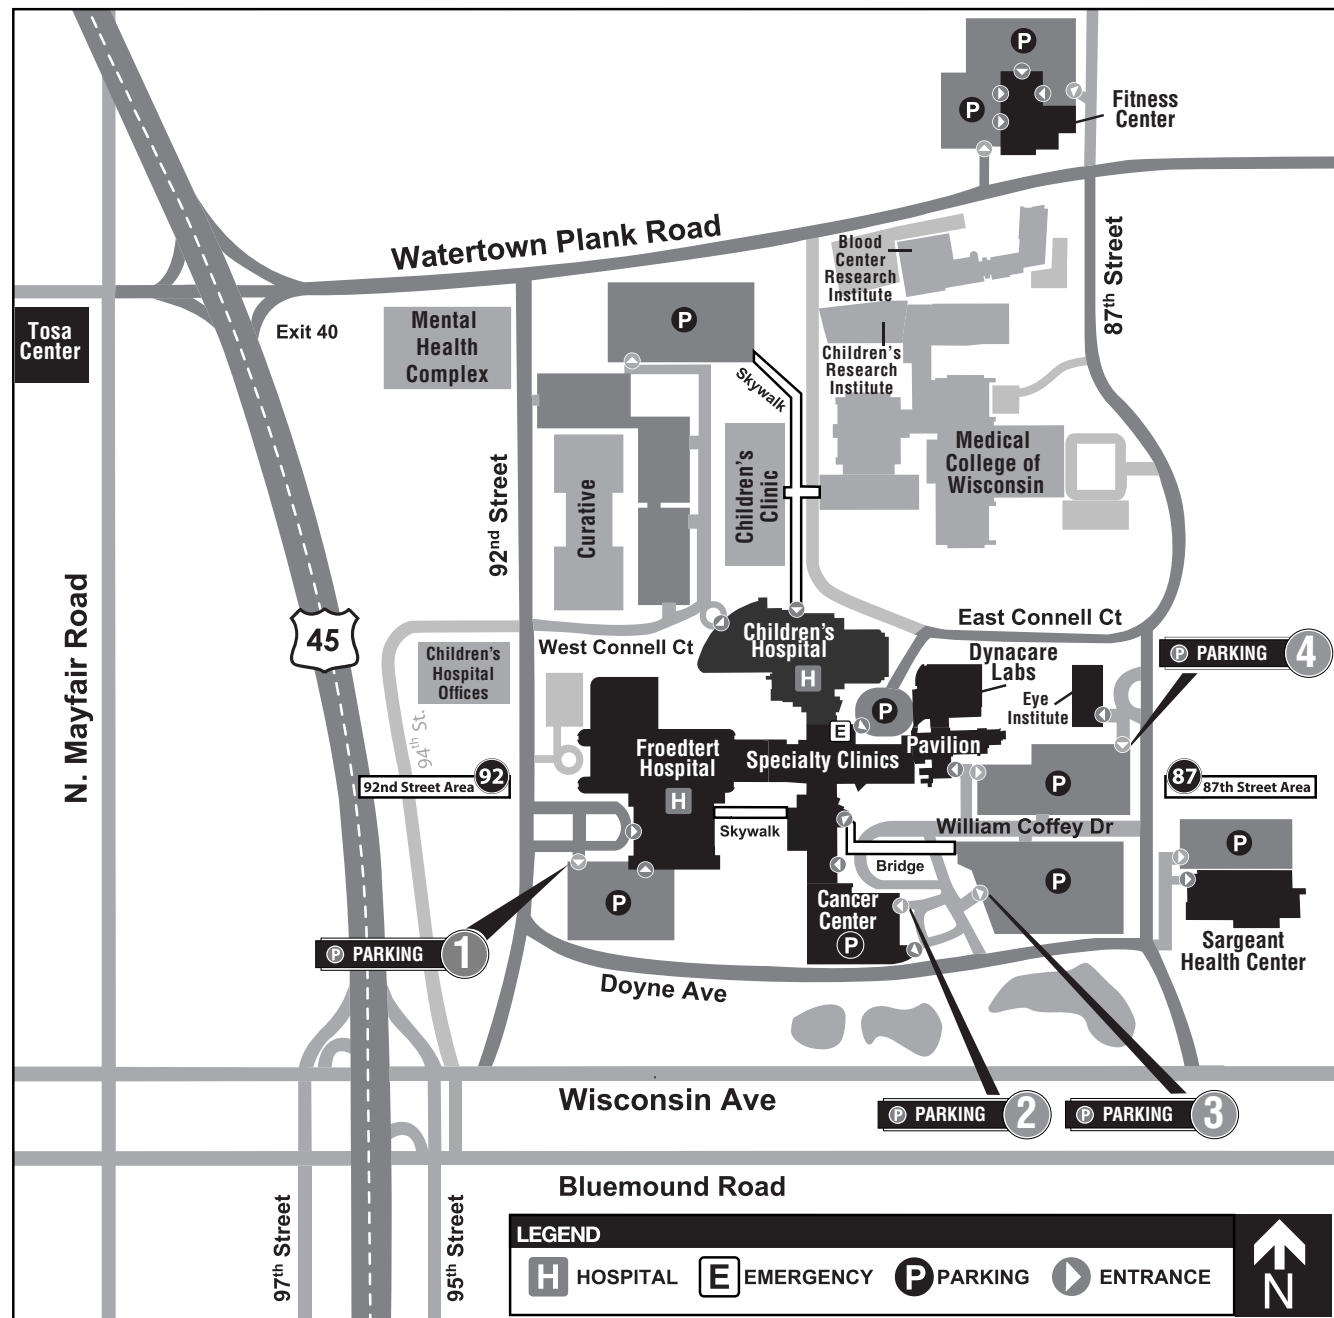 P
P
Fitness
Center
Watertown Plank Road
87th Street
Blood
Center
Research
Institute
Tosa
Center
Exit 40
Mental
Health
Complex
P
Skywalk
Children's
Research
Institute
92nd Street
Curative
Children's
Clinic
Medical
College of
Wisconsin
N. Mayfair Road
45
West Connell Ct
East Connell Ct
Children's
Hospital
H
Children's
Hospital
Offices
94th St.
Dynacare
Labs
Eye
Institute
P PARKING 4
P
E
Froedtert
Hospital
H
Specialty Clinics
Pavilion
92nd Street Area 92
87 87th Street Area
P
Skywalk
William Coffey Dr
Bridge
P
P
Cancer
Center
P
P
Sargeant
Health Center
P PARKING 1
Doyne Ave
Wisconsin Ave
P PARKING 2
P PARKING 3
Bluemound Road
97th Street
95th Street
LEGEND
H HOSPITAL E EMERGENCY P PARKING ENTRANCE
N